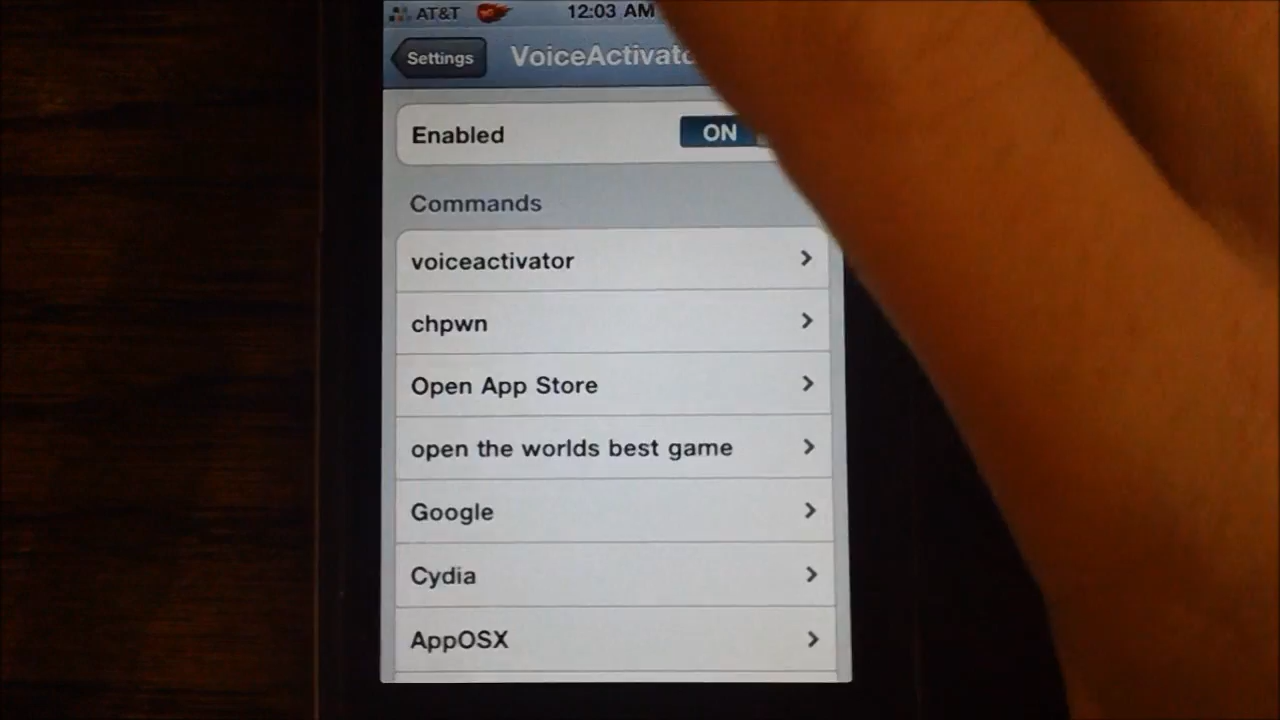 AT&T 12:03 AM
Settings
Enabled ON
Commands
voiceactivator
chpwn
Open App Store
open the worlds best game
Google
Cydia
AppOSX